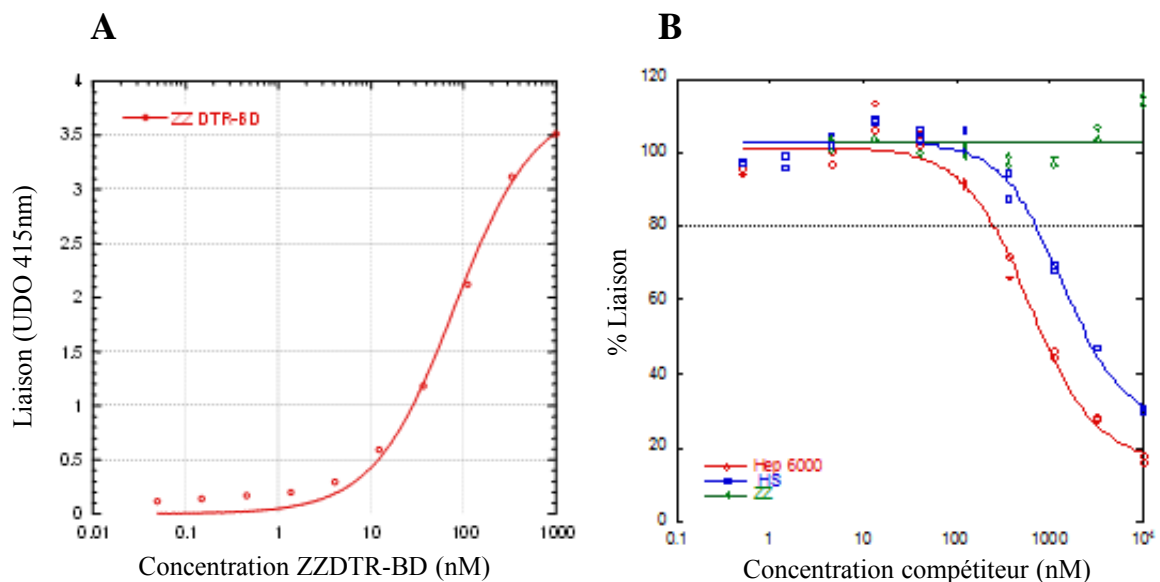 A
B
Liaison (UDO 415nm)
4
3.5
3
2.5
2
1.5
1
0.5
0
ZZ DTR-BD
0.01
0.1
1
10
100
1000
Concentration ZZDTR-BD (nM)
% Liaison
120
100
80
60
40
20
0
Hep 6000
HS
ZZ
0.1
1
10
100
1000
10⁴
Concentration compétiteur (nM)